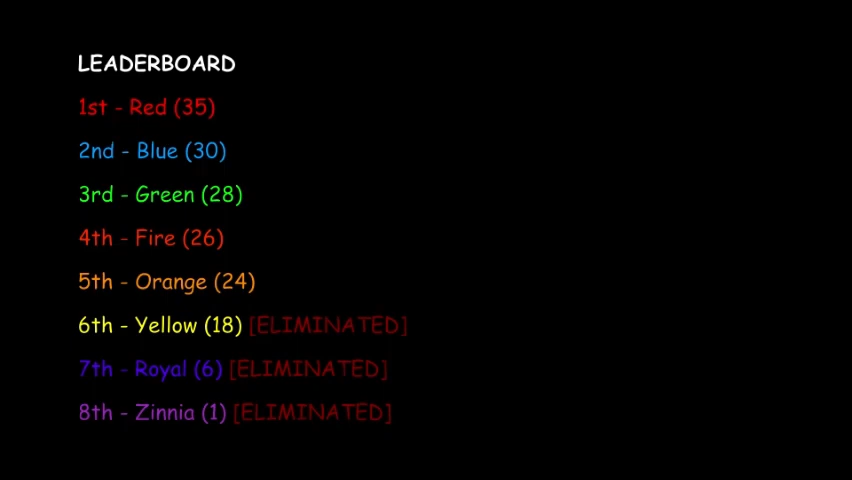 LEADERBOARD
1st - Red (35)
2nd - Blue (30)
3rd - Green (28)
4th - Fire (26)
5th - Orange (24)
6th - Yellow (18) [ELIMINATED]
7th - Royal (6) [ELIMINATED]
8th - Zinnia (1) [ELIMINATED]